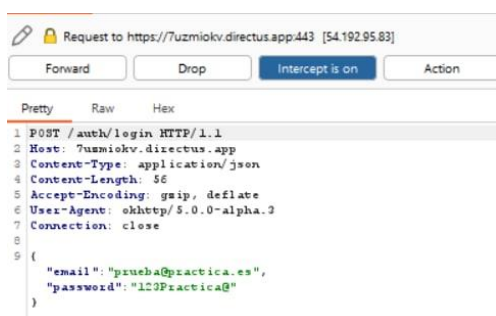 Request to https://7uzmiokv.directus.app:443 [54.192.95.83]
Forward Drop Intercept is on Action
Pretty Raw Hex
1 POST /auth/login HTTP/1.1
2 Host: 7uzmiokv.directus.app
3 Content-Type: application/json
4 Content-Length: 56
5 Accept-Encoding: gzip, deflate
6 User-Agent: okhttp/5.0.0-alpha.3
7 Connection: close
8
9 {
"email":"prueba@practica.es",
"password":"123Practica@"
}